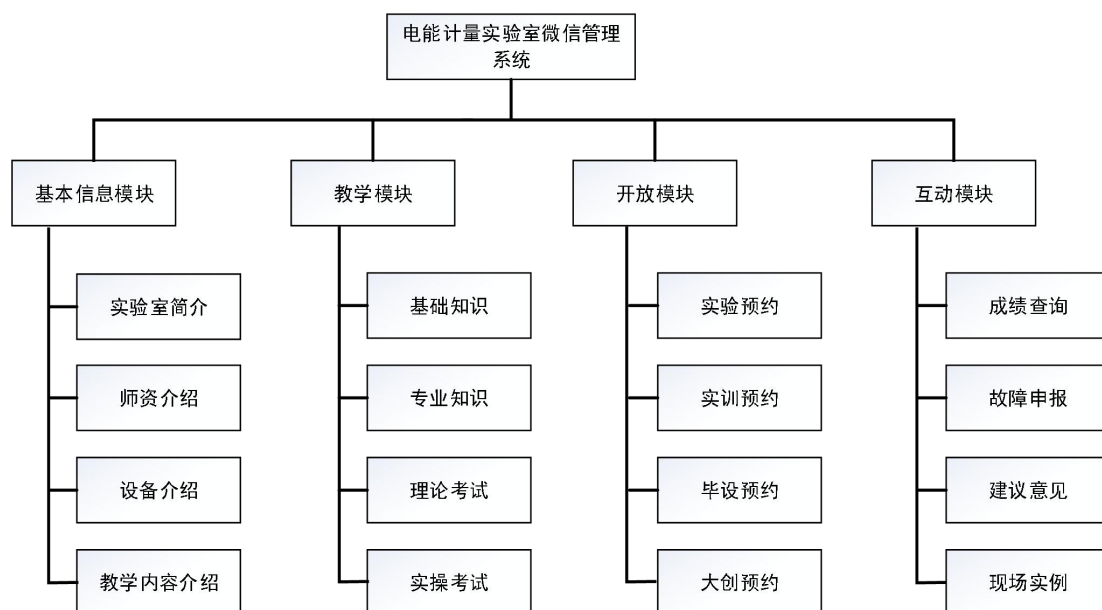 电能计量实验室微信管理
系统
基本信息模块
教学模块
开放模块
互动模块
实验室简介
基础知识
实验预约
成绩查询
师资介绍
专业知识
实训预约
故障申报
设备介绍
理论考试
毕设预约
建议意见
教学内容介绍
实操考试
大创预约
现场实例